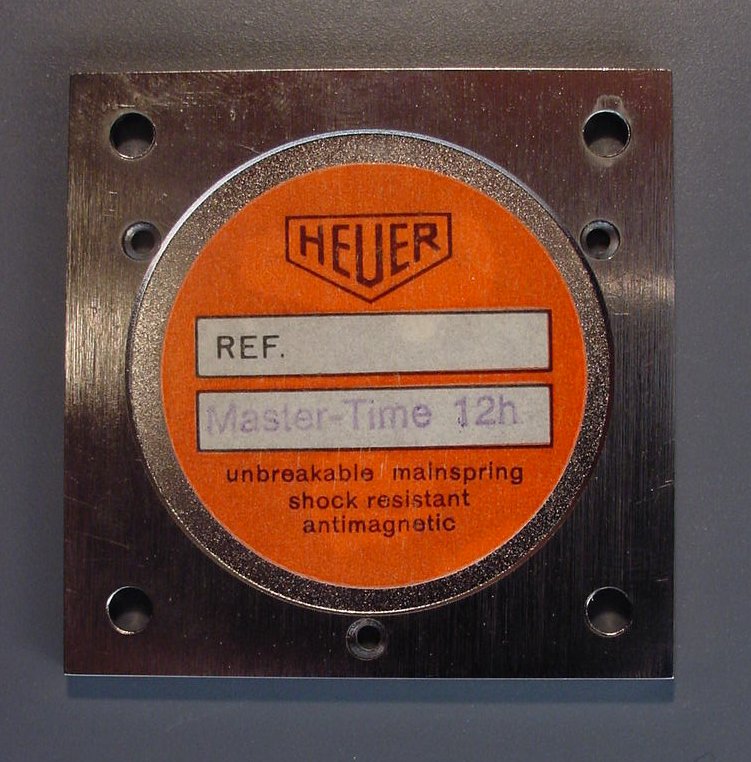 HEUER
REF.
Master-Time 12h
unbreakable mainspring
shock resistant
antimagnetic